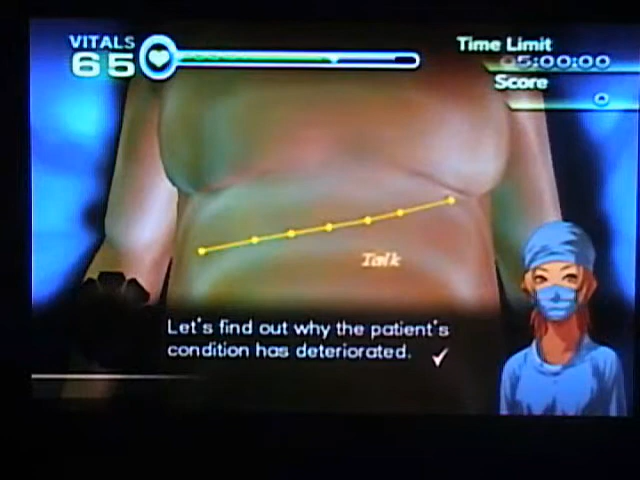 VITALS
65
Time Limit
05:00:00
Score
0
Talk
Let's find out why the patient's
condition has deteriorated.